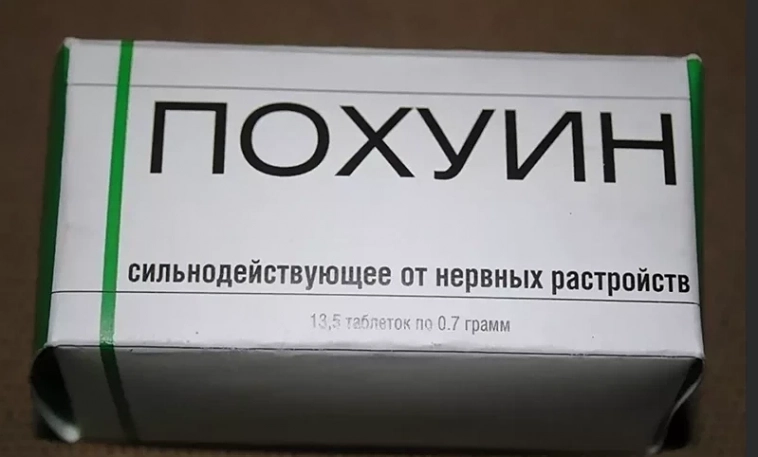 ПОХУИН
сильнодействующее от нервных растройств
13,5 таблеток по 0.7 грамм